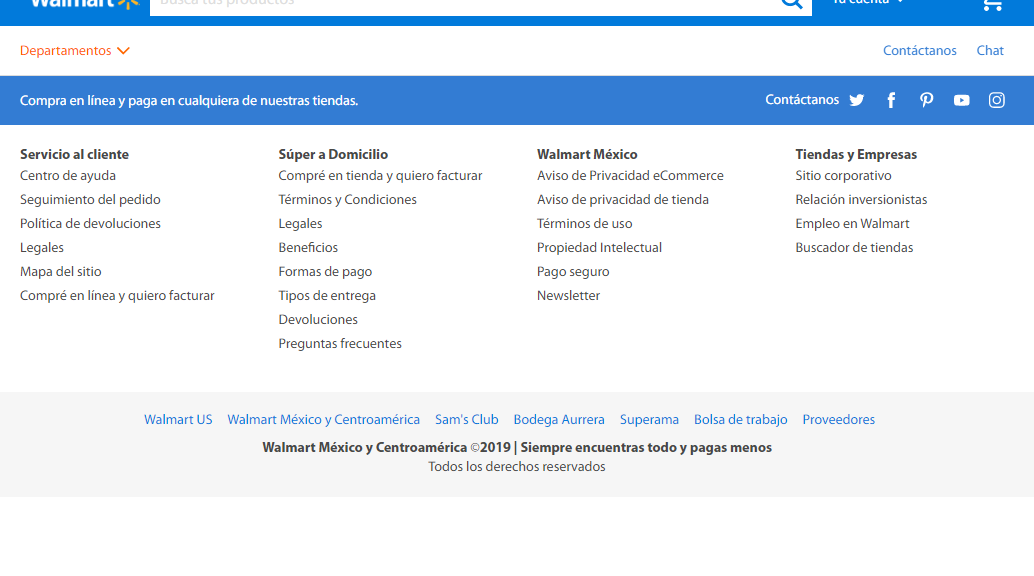 Walmart Busca tus productos Tu cuenta
Departamentos Contáctanos Chat
Compra en línea y paga en cualquiera de nuestras tiendas. Contáctanos
Servicio al cliente
Centro de ayuda
Seguimiento del pedido
Política de devoluciones
Legales
Mapa del sitio
Compré en línea y quiero facturar
Súper a Domicilio
Compré en tienda y quiero facturar
Términos y Condiciones
Legales
Beneficios
Formas de pago
Tipos de entrega
Devoluciones
Preguntas frecuentes
Walmart México
Aviso de Privacidad eCommerce
Aviso de privacidad de tienda
Términos de uso
Propiedad Intelectual
Pago seguro
Newsletter
Tiendas y Empresas
Sitio corporativo
Relación inversionistas
Empleo en Walmart
Buscador de tiendas
Walmart US Walmart México y Centroamérica Sam's Club Bodega Aurrera Superama Bolsa de trabajo Proveedores
Walmart México y Centroamérica ©2019 | Siempre encuentras todo y pagas menos
Todos los derechos reservados